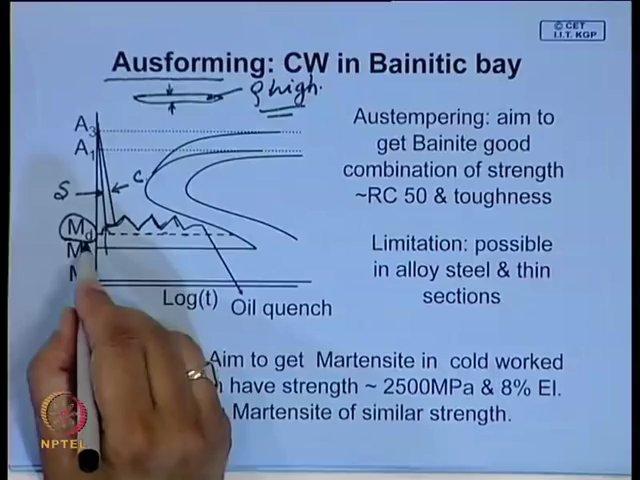 © CET
I.I.T. KGP
Ausforming: CW in Bainitic bay
ρ high.
A3
A1
S
C
Md
M
Log(t)
Oil quench
Austempering: aim to
get Bainite good
combination of strength
~RC 50 & toughness
Limitation: possible
in alloy steel & thin
sections
Aim to get Martensite in cold worked
have strength ~ 2500MPa & 8% El.
Martensite of similar strength.
NPTEL